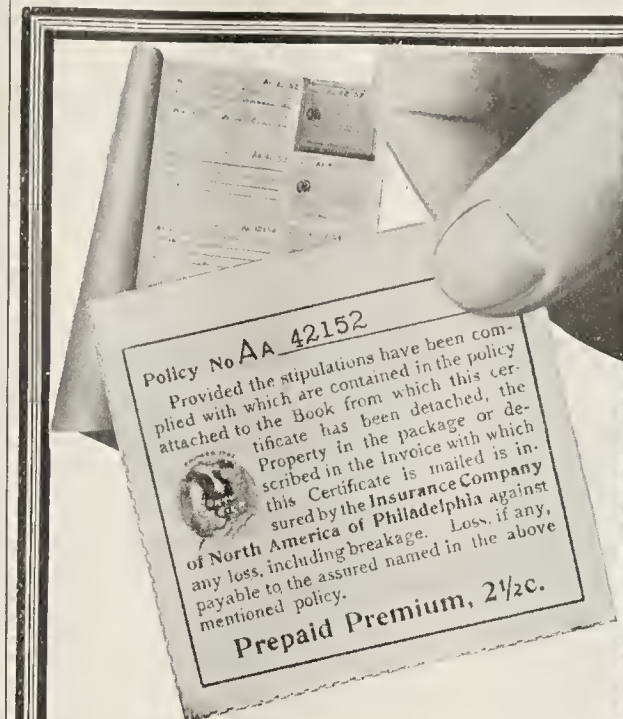 Policy No AA 42152
Provided the stipulations have been com-
plied with which are contained in the policy
attached to the Book from which this cer-
tificate has been detached, the
Property in the package or de-
scribed in the Invoice with which
this Certificate is mailed is in-
sured by the Insurance Company
of North America of Philadelphia against
any loss, including breakage. Loss, if any,
payable to the assured named in the above
mentioned policy.
Prepaid Premium, 2½c.